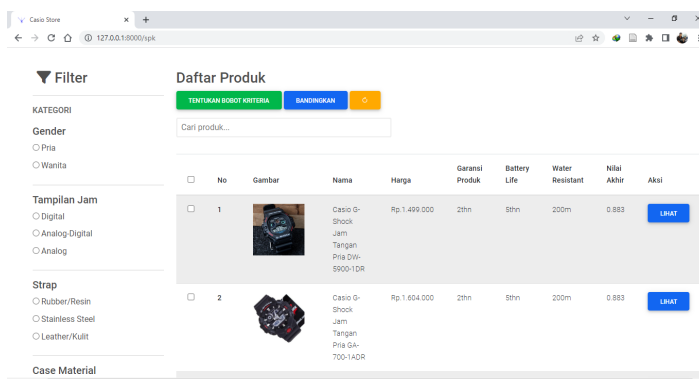 Casio Store
127.0.0.1:8000/spk
Filter
KATEGORI
Gender
Pria
Wanita
Tampilan Jam
Digital
Analog-Digital
Analog
Strap
Rubber/Resin
Stainless Steel
Leather/Kulit
Case Material
Daftar Produk
TENTUKAN BOBOT KRITERIA BANDINGKAN
Cari produk...
No Gambar Nama Harga Garansi Produk Battery Life Water Resistant Nilai Akhir Aksi
1 Casio G-Shock Jam Tangan Pria DW-5900-1DR Rp.1.499.000 2thn 5thn 200m 0.883 LIHAT
2 Casio G-Shock Jam Tangan Pria GA-700-1ADR Rp.1.604.000 2thn 5thn 200m 0.883 LIHAT